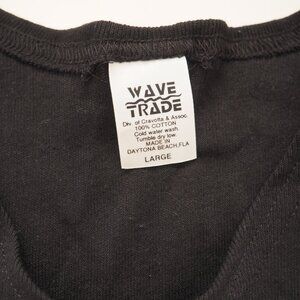 WAVE
TRADE
Div. of Cravotta & Assoc.
100% COTTON
Cold water wash.
Tumble dry low.
MADE IN
DAYTONA BEACH,FLA
LARGE